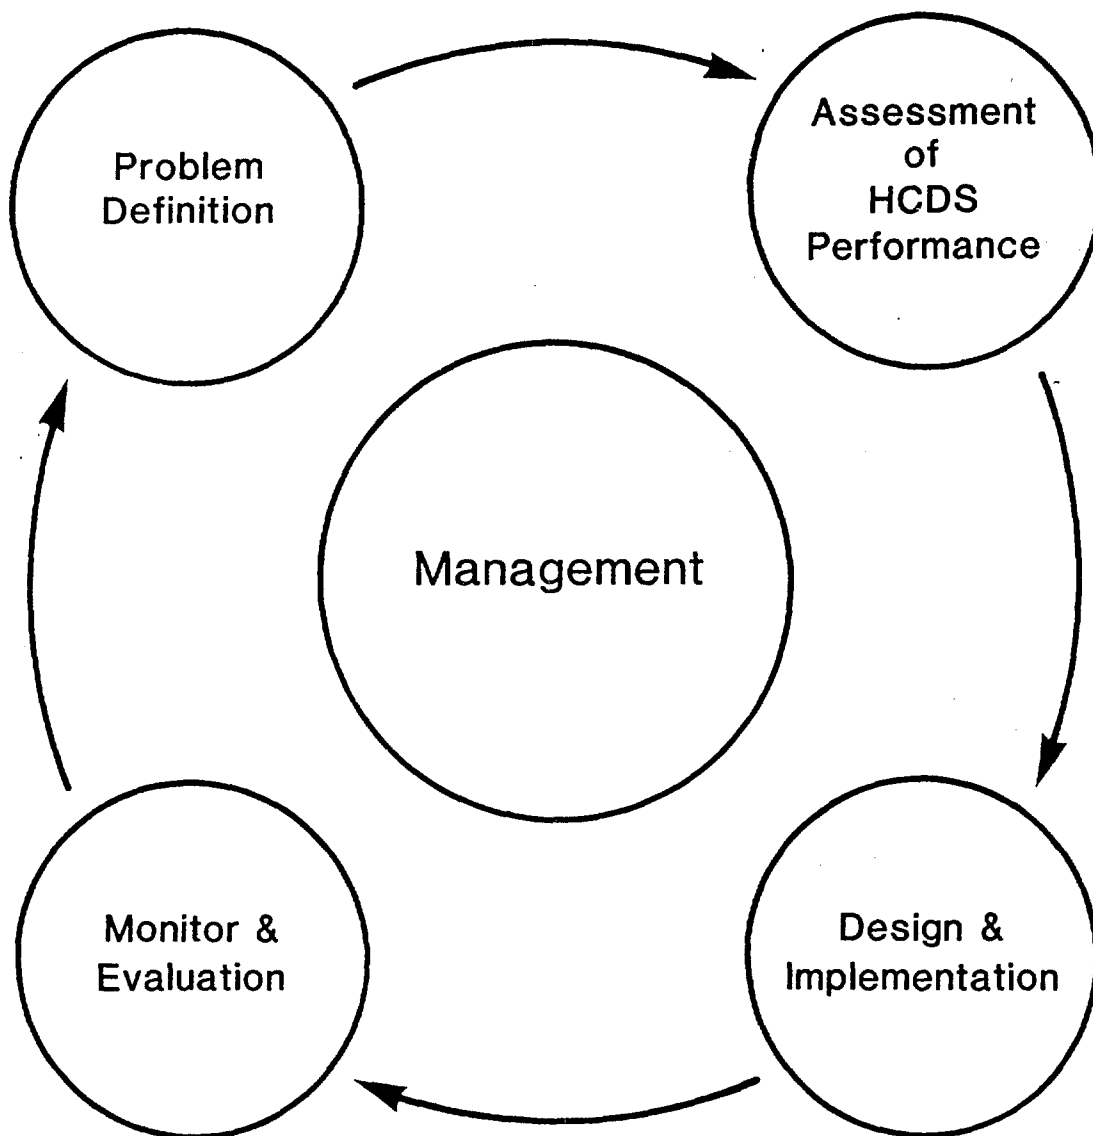 Problem
Definition
Assessment
of
HCDS
Performance
Management
Monitor &
Evaluation
Design &
Implementation